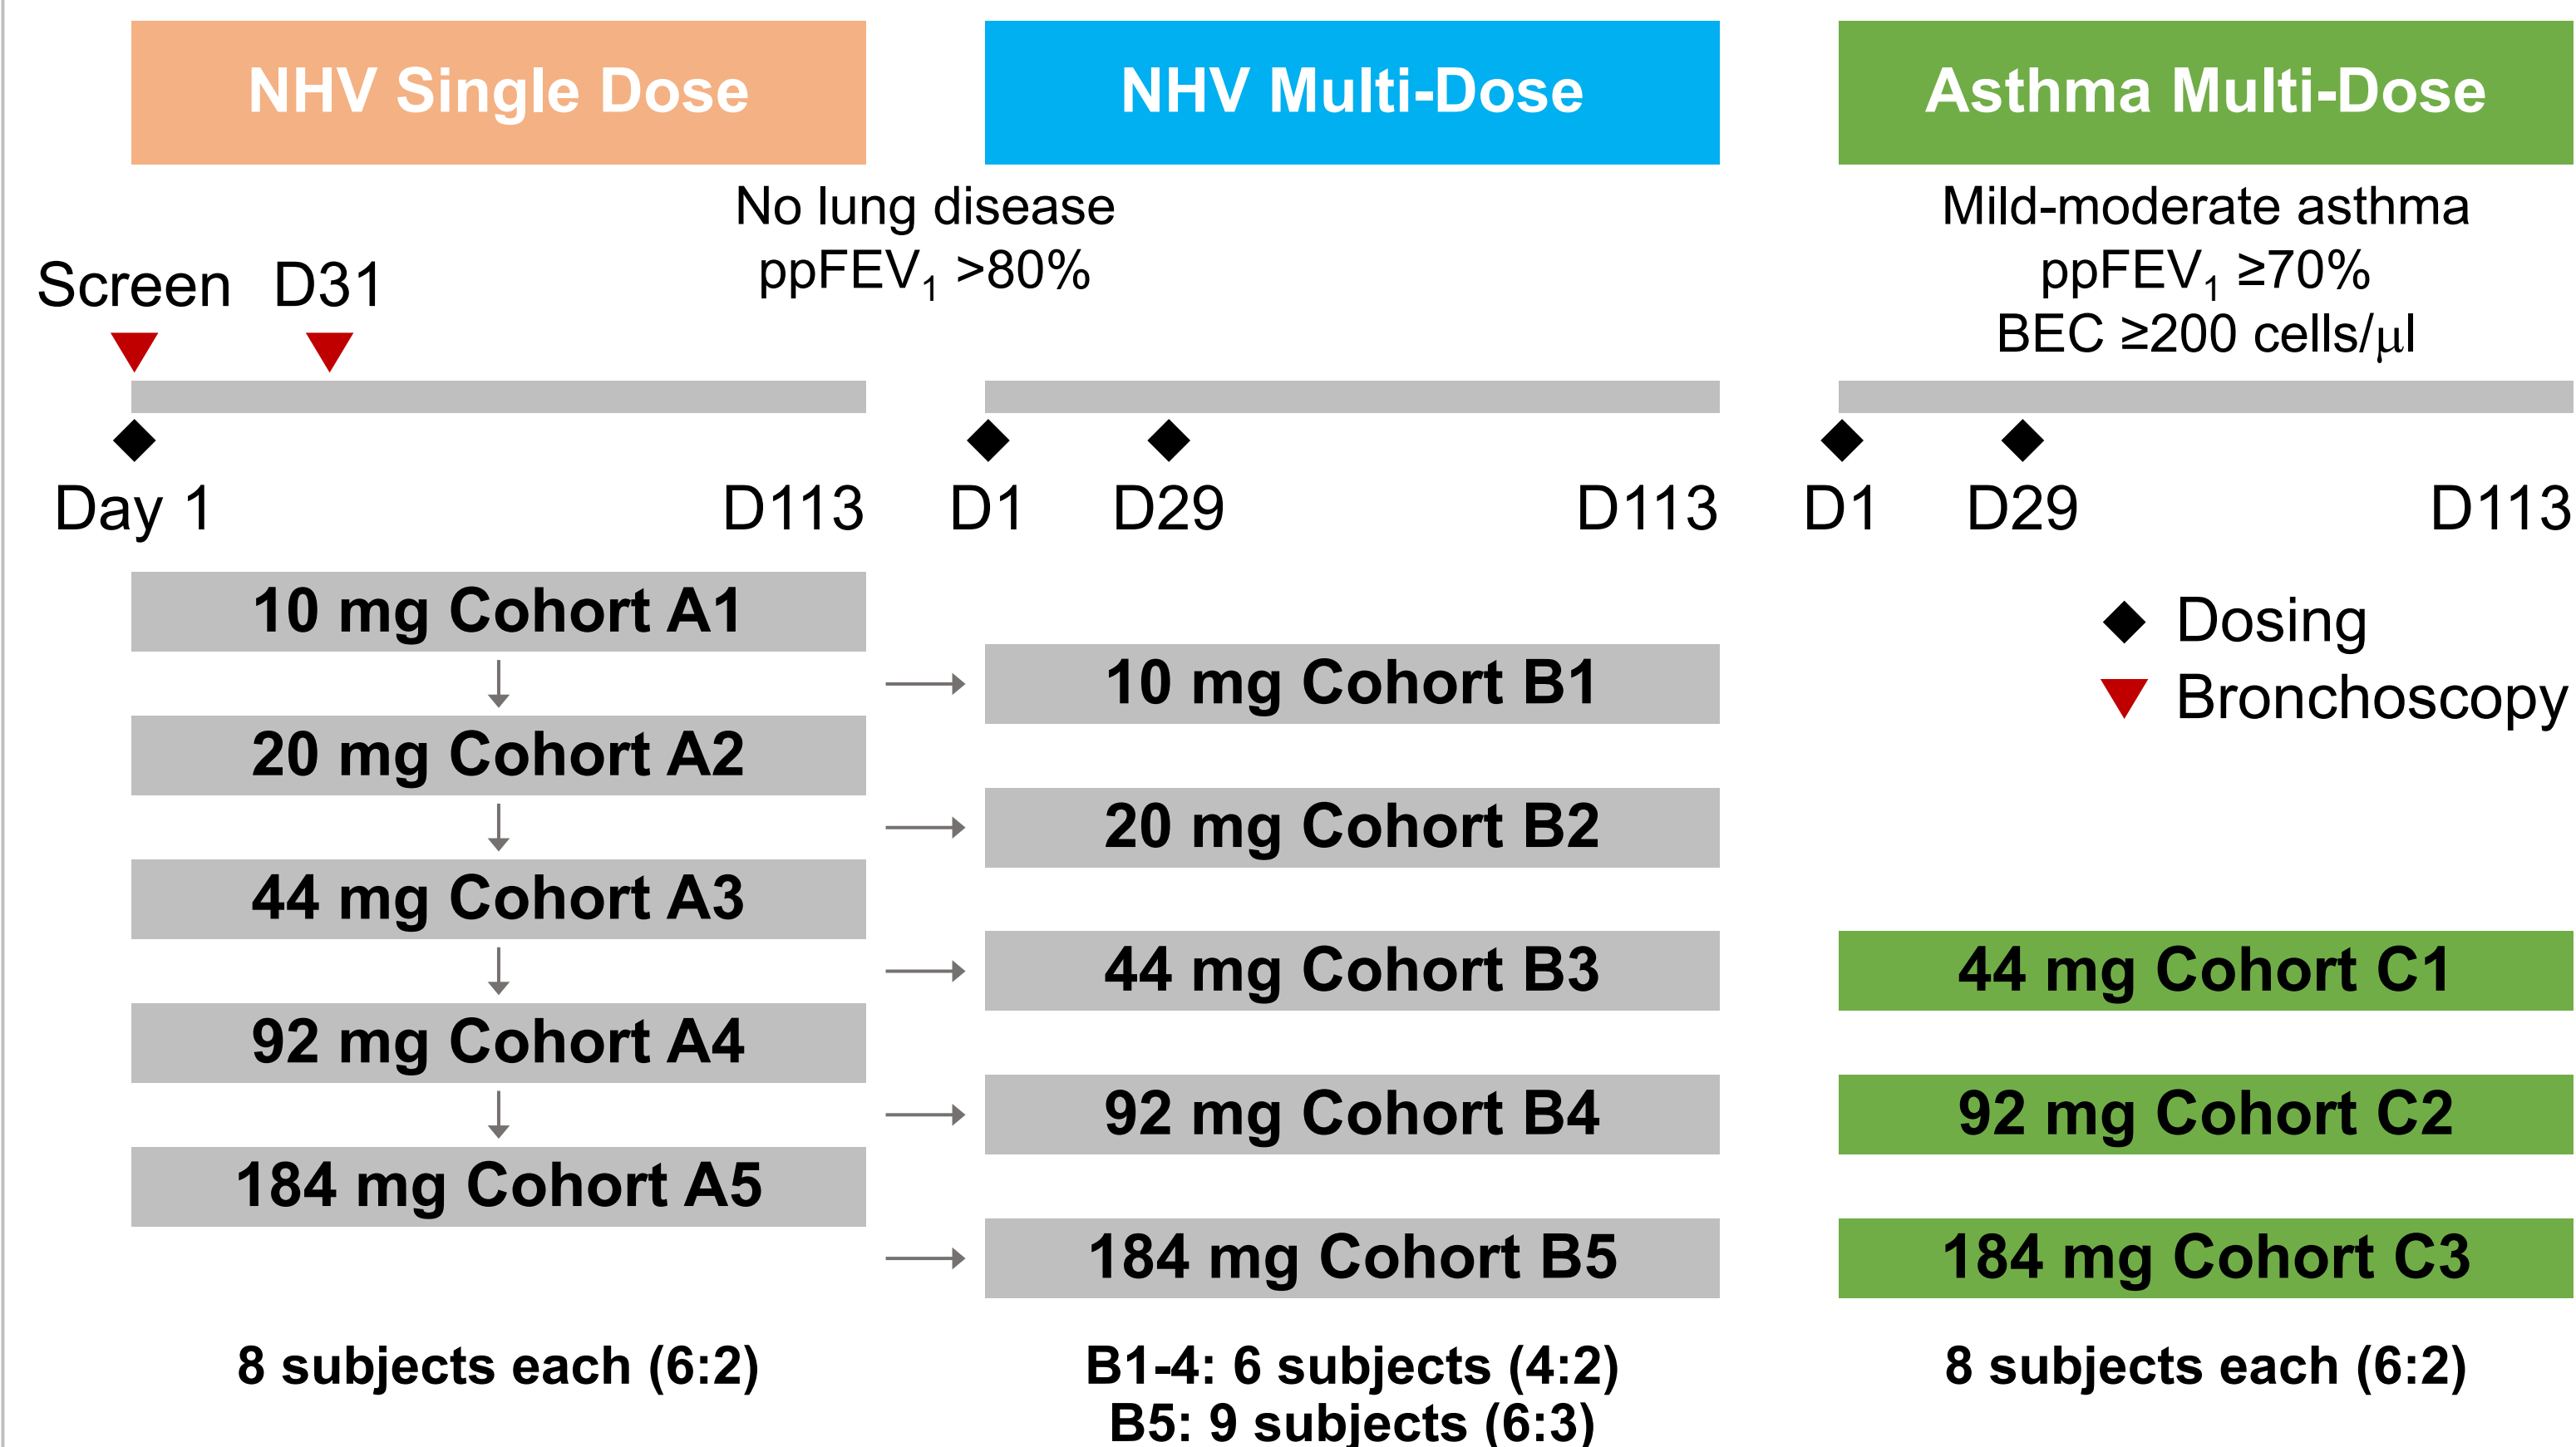 NHV Single Dose
NHV Multi-Dose
Asthma Multi-Dose
No lung disease
ppFEV₁ >80%
Mild-moderate asthma
ppFEV₁ ≥70%
BEC ≥200 cells/μl
Screen D31
Day 1 D113
D1 D29 D113
D1 D29 D113
Dosing
Bronchoscopy
10 mg Cohort A1
20 mg Cohort A2
44 mg Cohort A3
92 mg Cohort A4
184 mg Cohort A5
8 subjects each (6:2)
10 mg Cohort B1
20 mg Cohort B2
44 mg Cohort B3
92 mg Cohort B4
184 mg Cohort B5
B1-4: 6 subjects (4:2)
B5: 9 subjects (6:3)
44 mg Cohort C1
92 mg Cohort C2
184 mg Cohort C3
8 subjects each (6:2)